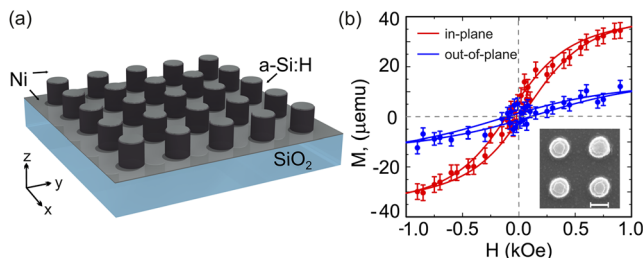 (a)
Ni
a-Si:H
SiO₂
z
y
x
(b)
in-plane
out-of-plane
M, (μemu)
40
20
0
-20
-40
-1.0
-0.5
0.0
0.5
1.0
H (kOe)